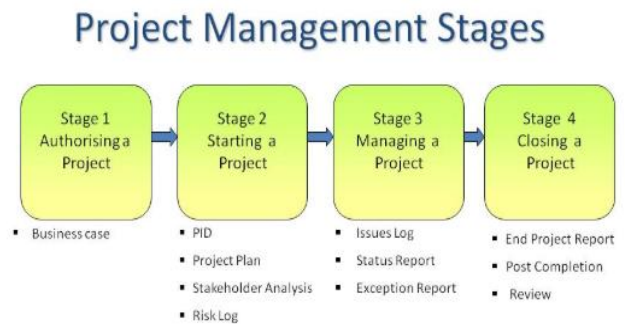 Project Management Stages
Stage 1
Authorising a
Project
Stage 2
Starting a
Project
Stage 3
Managing a
Project
Stage 4
Closing a
Project
▪ Business case
▪ PID
▪ Project Plan
▪ Stakeholder Analysis
▪ Risk Log
▪ Issues Log
▪ Status Report
▪ Exception Report
▪ End Project Report
▪ Post Completion
▪ Review